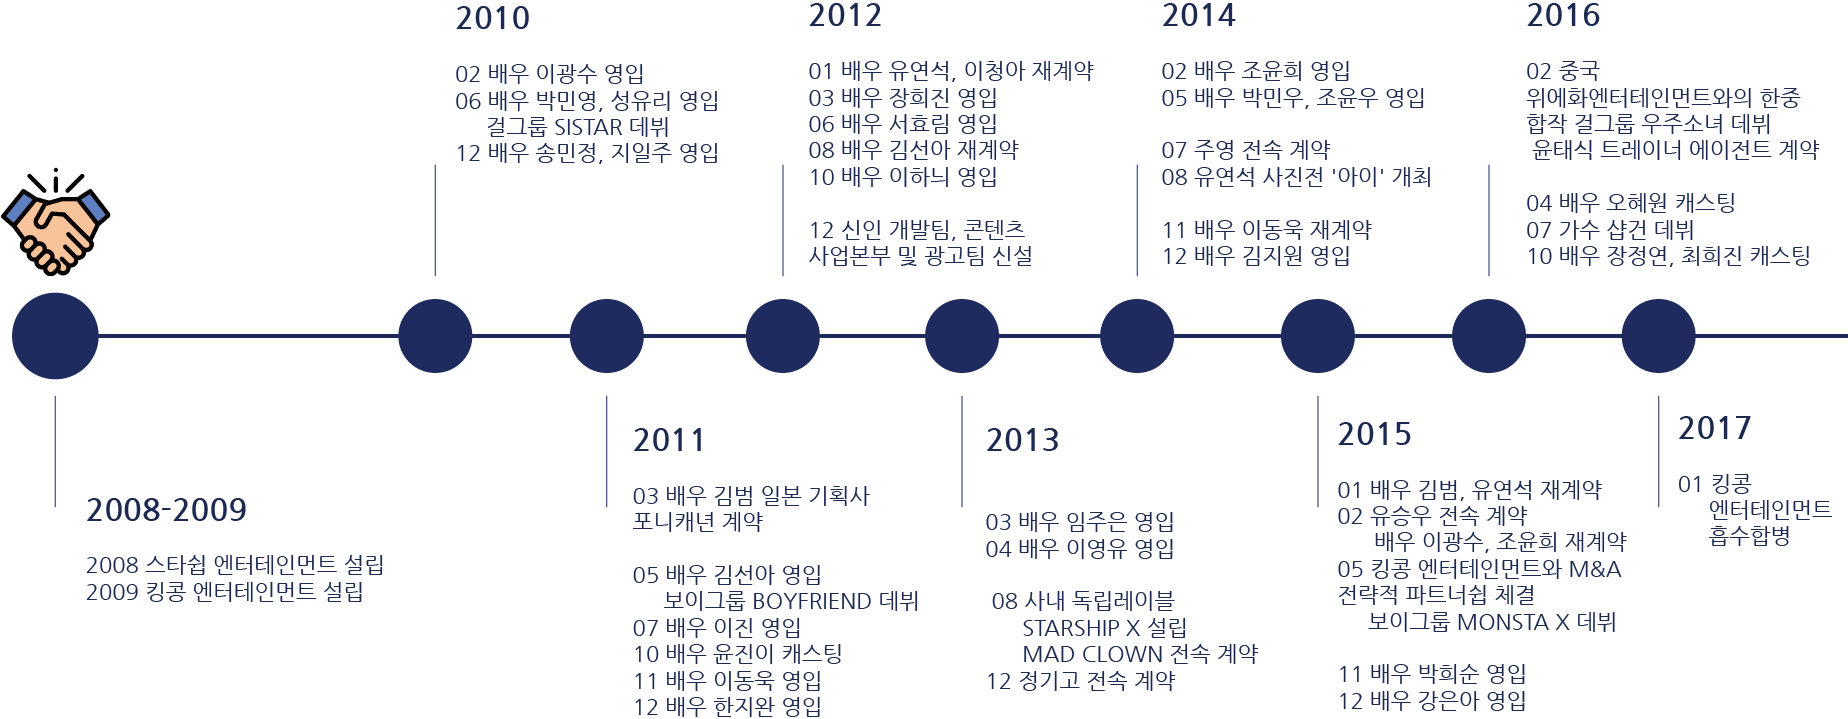 2008-2009
2008 스타쉽 엔터테인먼트 설립
2009 킹콩 엔터테인먼트 설립
2010
02 배우 이광수 영입
06 배우 박민영, 성유리 영입
걸그룹 SISTAR 데뷔
12 배우 송민정, 지일주 영입
2011
03 배우 김범 일본 기획사
포니캐년 계약
05 배우 김선아 영입
보이그룹 BOYFRIEND 데뷔
07 배우 이진 영입
10 배우 윤진이 캐스팅
11 배우 이동욱 영입
12 배우 한지완 영입
2012
01 배우 유연석, 이청아 재계약
03 배우 장희진 영입
06 배우 서효림 영입
08 배우 김선아 재계약
10 배우 이하늬 영입
12 신인 개발팀, 콘텐츠
사업본부 및 광고팀 신설
2013
03 배우 임주은 영입
04 배우 이영유 영입
08 사내 독립레이블
STARSHIP X 설립
MAD CLOWN 전속 계약
12 정기고 전속 계약
2014
02 배우 조윤희 영입
05 배우 박민우, 조윤우 영입
07 주영 전속 계약
08 유연석 사진전 '아이' 개최
11 배우 이동욱 재계약
12 배우 김지원 영입
2015
01 배우 김범, 유연석 재계약
02 유승우 전속 계약
배우 이광수, 조윤희 재계약
05 킹콩 엔터테인먼트와 M&A
전략적 파트너쉽 체결
보이그룹 MONSTA X 데뷔
11 배우 박희순 영입
12 배우 강은아 영입
2016
02 중국
위에화엔터테인먼트와의 한중
합작 걸그룹 우주소녀 데뷔
윤태식 트레이너 에이전트 계약
04 배우 오혜원 캐스팅
07 가수 샵건 데뷔
10 배우 장정연, 최희진 캐스팅
2017
01 킹콩
엔터테인먼트
흡수합병